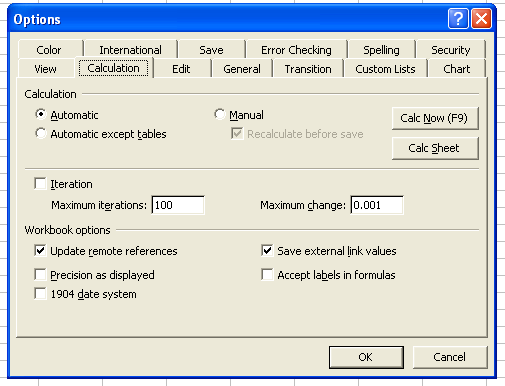 Options
Color International Save Error Checking Spelling Security
View Calculation Edit General Transition Custom Lists Chart
Calculation
Automatic Manual Calc Now (F9)
Automatic except tables Recalculate before save
Calc Sheet
Iteration
Maximum iterations: 100 Maximum change: 0.001
Workbook options
Update remote references Save external link values
Precision as displayed Accept labels in formulas
1904 date system
OK Cancel